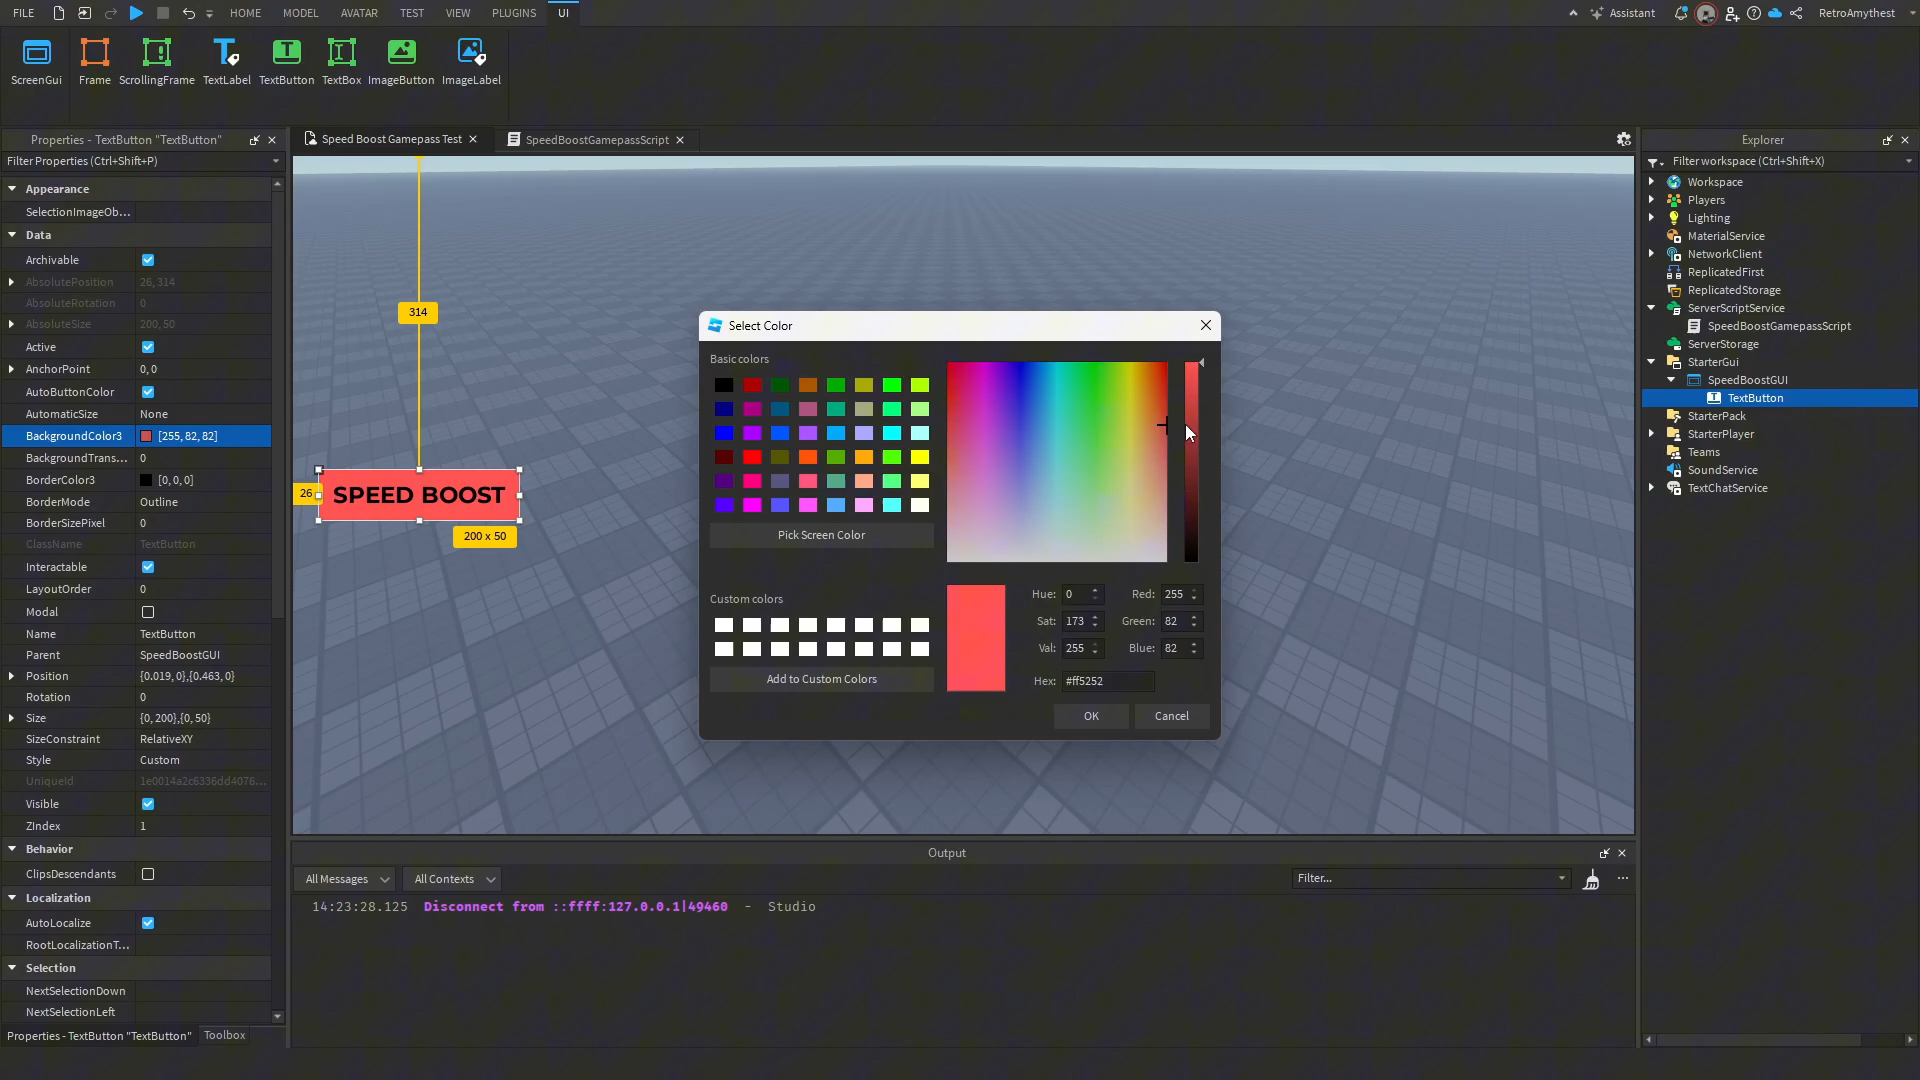 FILE HOME MODEL AVATAR TEST VIEW PLUGINS UI Assistant RetroAmythest
ScreenGui Frame ScrollingFrame TextLabel TextButton TextBox ImageButton ImageLabel
Properties - TextButton "TextButton"
Filter Properties (Ctrl+Shift+P)
Appearance
SelectionImageOb...
Data
Archivable
AbsolutePosition 26, 314
AbsoluteRotation 0
AbsoluteSize 200, 50
Active
AnchorPoint 0, 0
AutoButtonColor
AutomaticSize None
BackgroundColor3 [255, 82, 82]
BackgroundTrans... 0
BorderColor3 [0, 0, 0]
BorderMode Outline
BorderSizePixel 0
ClassName TextButton
Interactable
LayoutOrder 0
Modal
Name TextButton
Parent SpeedBoostGUI
Position {0.019, 0},{0.463, 0}
Rotation 0
Size {0, 200},{0, 50}
SizeConstraint RelativeXY
Style Custom
UniqueId 1e0014a2c6336dd4076...
Visible
ZIndex 1
Behavior
ClipsDescendants
Localization
AutoLocalize
RootLocalizationT...
Selection
NextSelectionDown
NextSelectionLeft
Properties - TextButton "TextButton" Toolbox
Speed Boost Gamepass Test SpeedBoostGamepassScript
314
26
SPEED BOOST
200 x 50
Select Color
Basic colors
Pick Screen Color
Custom colors
Add to Custom Colors
Hue: 0 Red: 255
Sat: 173 Green: 82
Val: 255 Blue: 82
Hex: #ff5252
OK Cancel
Output
All Messages All Contexts Filter...
14:23:28.125 Disconnect from ::ffff:127.0.0.1|49460 - Studio
Explorer
Filter workspace (Ctrl+Shift+X)
Workspace
Players
Lighting
MaterialService
NetworkClient
ReplicatedFirst
ReplicatedStorage
ServerScriptService
SpeedBoostGamepassScript
ServerStorage
StarterGui
SpeedBoostGUI
TextButton
StarterPack
StarterPlayer
Teams
SoundService
TextChatService